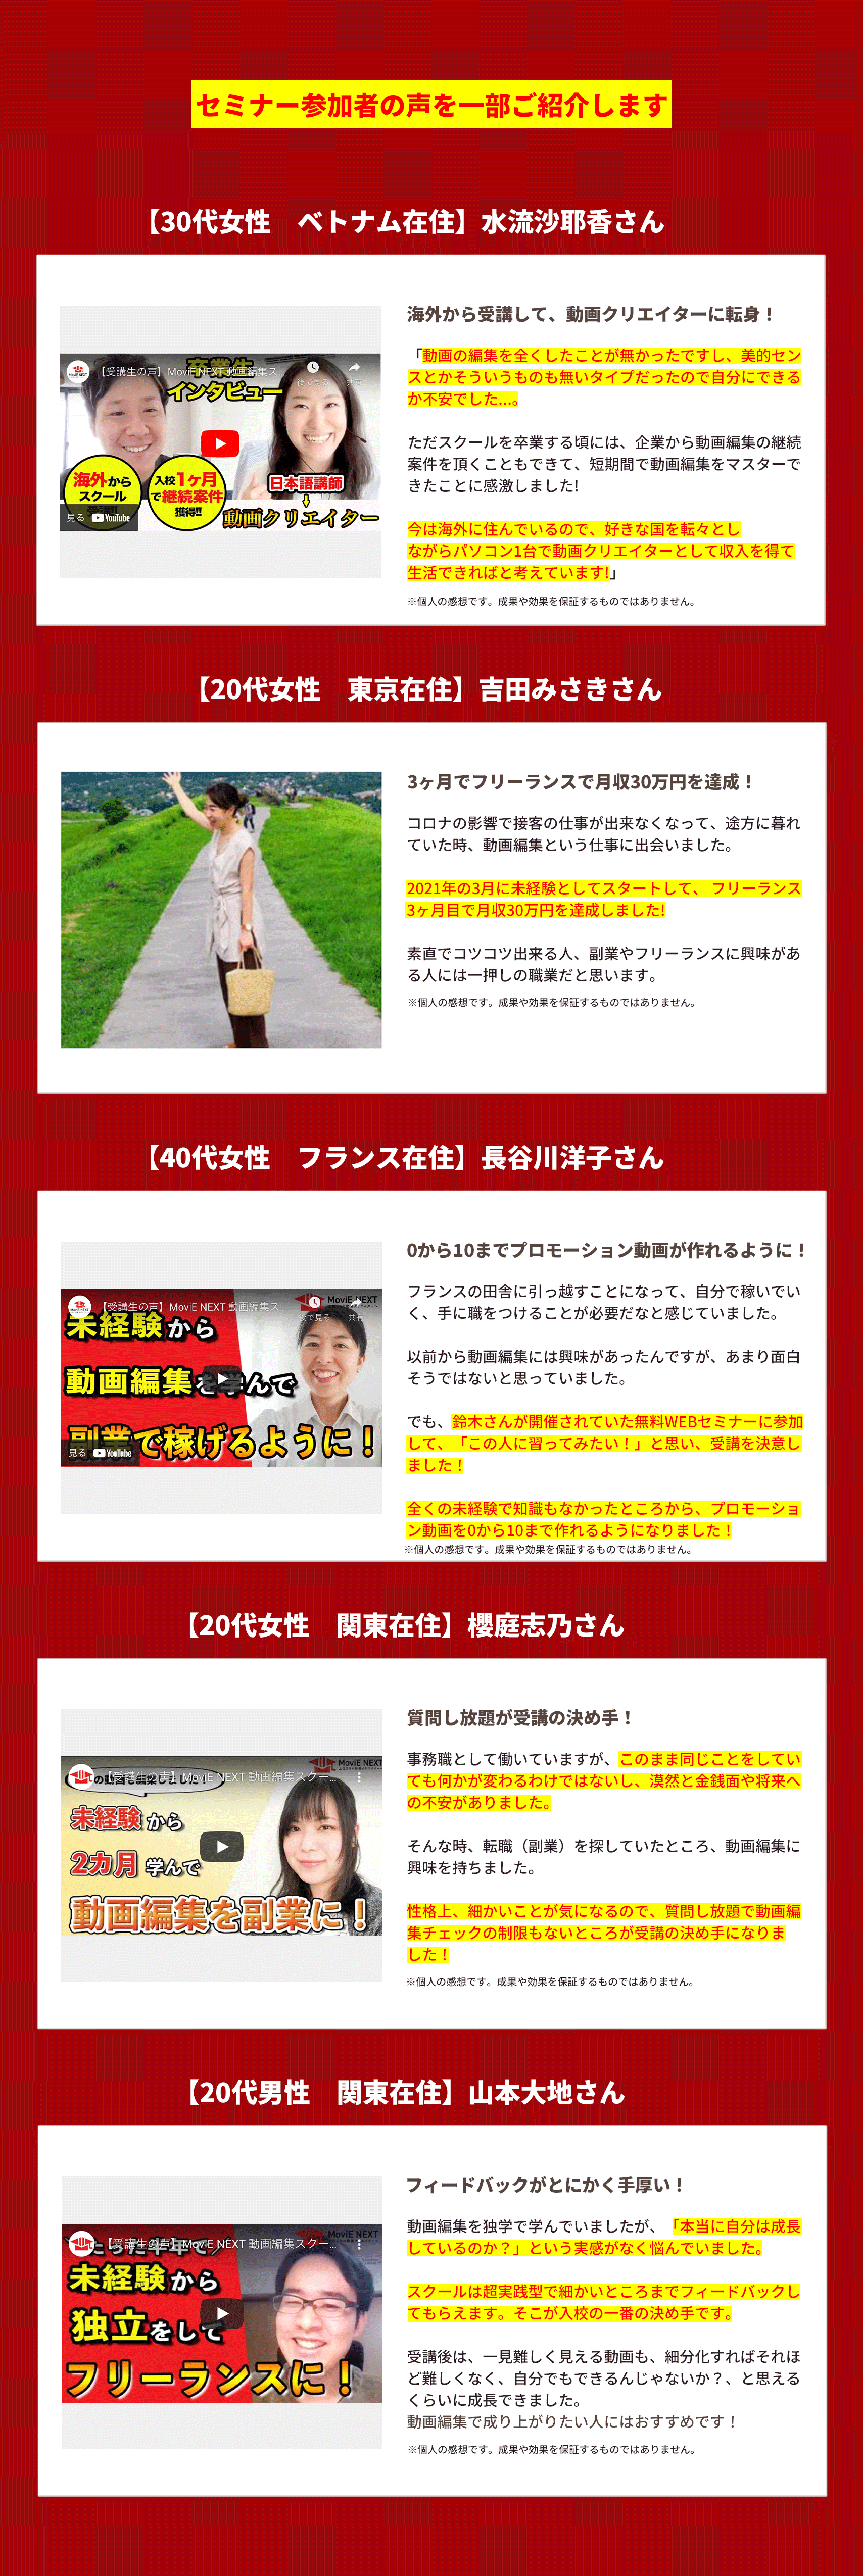 セミナー参加者の声を一部ご紹介します
【30代女性　ベトナム在住】水流沙耶香さん
【受講生の声】MoviE NEXT 動画編集ス...
後で見る
共有
卒業生
インタビュー
海外から
スクール
入校1ヶ月
で継続案件
獲得!!
日本語講師
動画クリエイター
見る YouTube
海外から受講して、動画クリエイターに転身！
「動画の編集を全くしたことが無かったですし、美的セン
スとかそういうものも無いタイプだったので自分にできる
か不安でした...。
ただスクールを卒業する頃には、企業から動画編集の継続
案件を頂くこともできて、短期間で動画編集をマスターで
きたことに感激しました!
今は海外に住んでいるので、好きな国を転々とし
ながらパソコン1台で動画クリエイターとして収入を得て
生活できればと考えています!」
※個人の感想です。成果や効果を保証するものではありません。
【20代女性　東京在住】吉田みさきさん
3ヶ月でフリーランスで月収30万円を達成！
コロナの影響で接客の仕事が出来なくなって、途方に暮れ
ていた時、動画編集という仕事に出会いました。
2021年の3月に未経験としてスタートして、 フリーランス
3ヶ月目で月収30万円を達成しました!
素直でコツコツ出来る人、副業やフリーランスに興味があ
る人には一押しの職業だと思います。
※個人の感想です。成果や効果を保証するものではありません。
【40代女性　フランス在住】長谷川洋子さん
【受講生の声】MoviE NEXT 動画編集ス...
後で見る
共有
MoviE NEXT
未経験から
動画編集を学んで
副業で稼げるように！
見る YouTube
0から10までプロモーション動画が作れるように！
フランスの田舎に引っ越すことになって、自分で稼いでい
く、手に職をつけることが必要だなと感じていました。
以前から動画編集には興味があったんですが、あまり面白
そうではないと思っていました。
でも、鈴木さんが開催されていた無料WEBセミナーに参加
して、「この人に習ってみたい！」と思い、受講を決意し
ました！
全くの未経験で知識もなかったところから、プロモーショ
ン動画を0から10まで作れるようになりました！
※個人の感想です。成果や効果を保証するものではありません。
【20代女性　関東在住】櫻庭志乃さん
【受講生の声】MoviE NEXT 動画編集スクー...
MoviE NEXT
未経験から
2カ月 学んで
動画編集を副業に！
質問し放題が受講の決め手！
事務職として働いていますが、このまま同じことをしてい
ても何かが変わるわけではないし、漠然と金銭面や将来へ
の不安がありました。
そんな時、転職（副業）を探していたところ、動画編集に
興味を持ちました。
性格上、細かいことが気になるので、質問し放題で動画編
集チェックの制限もないところが受講の決め手になりま
した！
※個人の感想です。成果や効果を保証するものではありません。
【20代男性　関東在住】山本大地さん
【受講生の声】MoviE NEXT 動画編集スクー...
MoviE NEXT
たった半年で
未経験から
独立をして
フリーランスに！
フィードバックがとにかく手厚い！
動画編集を独学で学んでいましたが、「本当に自分は成長
しているのか？」という実感がなく悩んでいました。
スクールは超実践型で細かいところまでフィードバックし
てもらえます。そこが入校の一番の決め手です。
受講後は、一見難しく見える動画も、細分化すればそれほ
ど難しくなく、自分でもできるんじゃないか？、と思える
くらいに成長できました。
動画編集で成り上がりたい人にはおすすめです！
※個人の感想です。成果や効果を保証するものではありません。